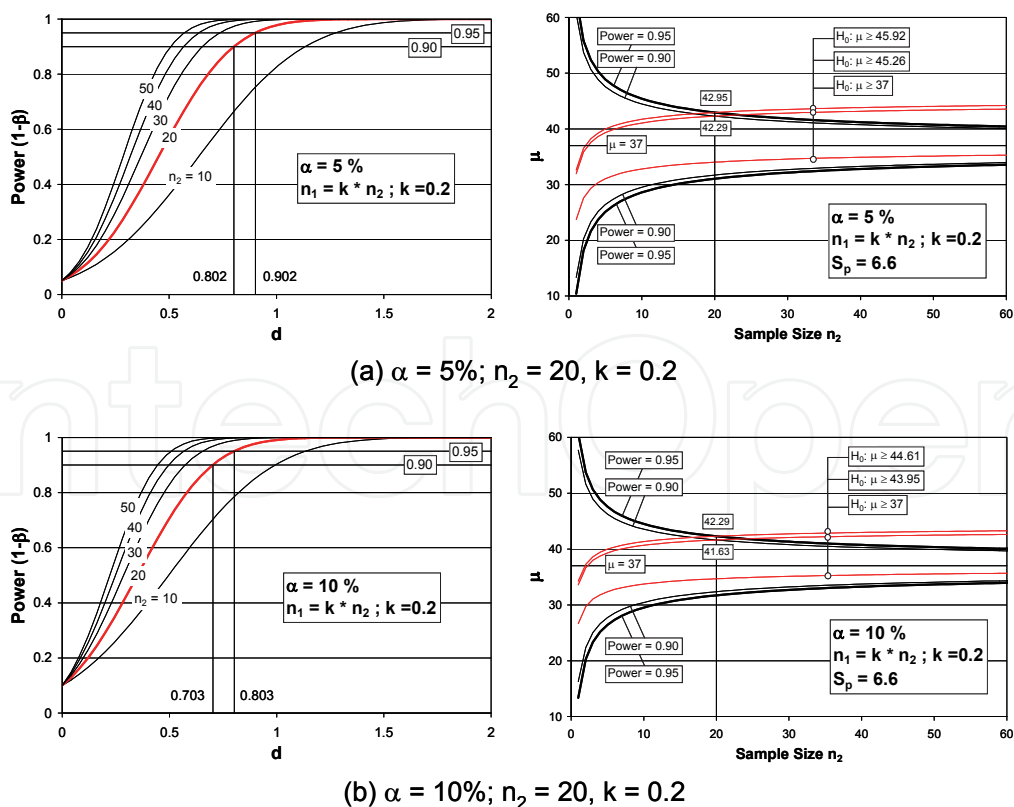 Power (1-β)
1
0.8
0.6
0.4
0.2
0
0.95
0.90
50
40
30
20
n2 = 10
α = 5 %
n1 = k * n2 ; k =0.2
0.802
0.902
0
0.5
1
1.5
2
d
μ
60
50
40
30
20
10
Power = 0.95
Power = 0.90
H0: μ ≥ 45.92
H0: μ ≥ 45.26
H0: μ ≥ 37
42.95
42.29
μ = 37
Power = 0.90
Power = 0.95
α = 5 %
n1 = k * n2 ; k =0.2
Sp = 6.6
0
10
20
30
40
50
60
Sample Size n2
(a) α = 5%; n2 = 20, k = 0.2
ntechOpen
Power (1-β)
1
0.8
0.6
0.4
0.2
0
0.95
0.90
50
40
30
20
n2 = 10
α = 10 %
n1 = k * n2 ; k =0.2
0.703
0.803
0
0.5
1
1.5
2
d
μ
60
50
40
30
20
10
Power = 0.95
Power = 0.90
H0: μ ≥ 44.61
H0: μ ≥ 43.95
H0: μ ≥ 37
42.29
41.63
μ = 37
Power = 0.90
Power = 0.95
α = 10 %
n1 = k * n2 ; k =0.2
Sp = 6.6
0
10
20
30
40
50
60
Sample Size n2
(b) α = 10%; n2 = 20, k = 0.2